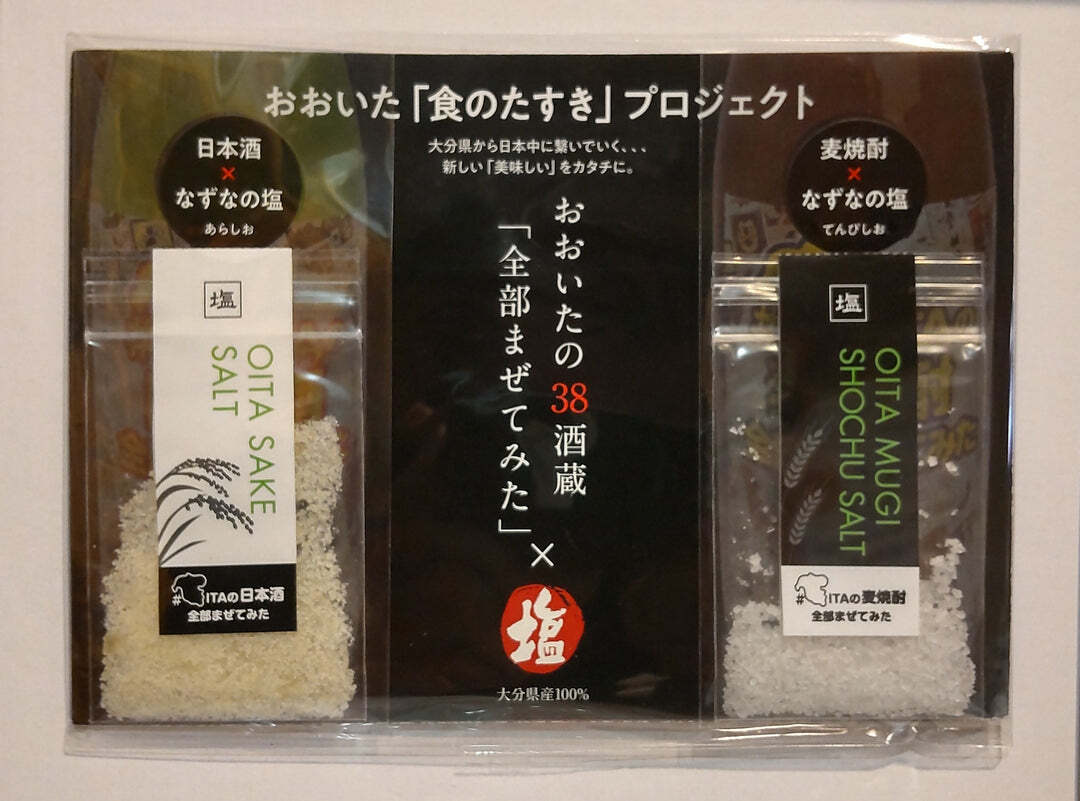 おおいた「食のたすき」プロジェクト
大分県から日本中に繋いでいく、、、
新しい「美味しい」をカタチに。
日本酒
×
なずなの塩
あらしお
塩
OITA SAKE
SALT
#ITAの日本酒
全部まぜてみた
おおいたの38酒蔵
「全部まぜてみた」×
塩
大分県産100%
麦焼酎
×
なずなの塩
てんぴしお
塩
OITA MUGI
SHOCHU SALT
#ITAの麦焼酎
全部まぜてみた